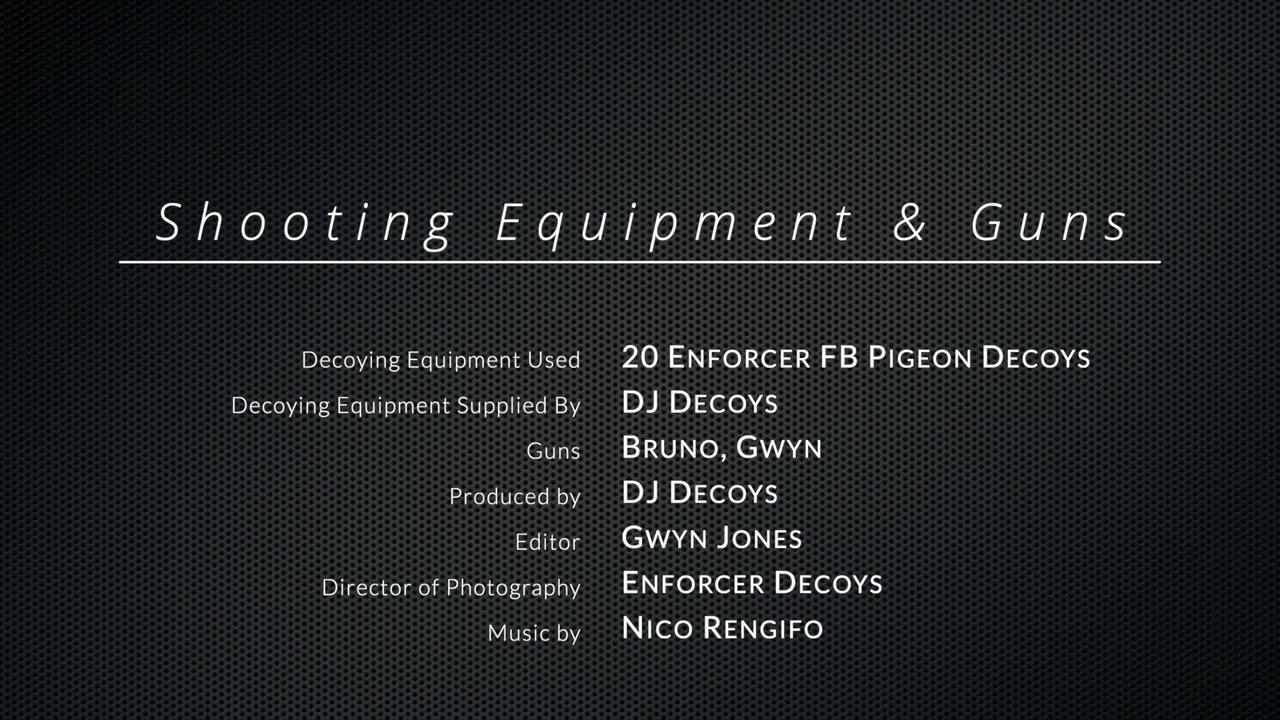 Shooting Equipment & Guns
Decoying Equipment Used 20 Enforcer FB Pigeon Decoys
Decoying Equipment Supplied By DJ Decoys
Guns Bruno, Gwyn
Produced by DJ Decoys
Editor Gwyn Jones
Director of Photography Enforcer Decoys
Music by Nico Rengifo